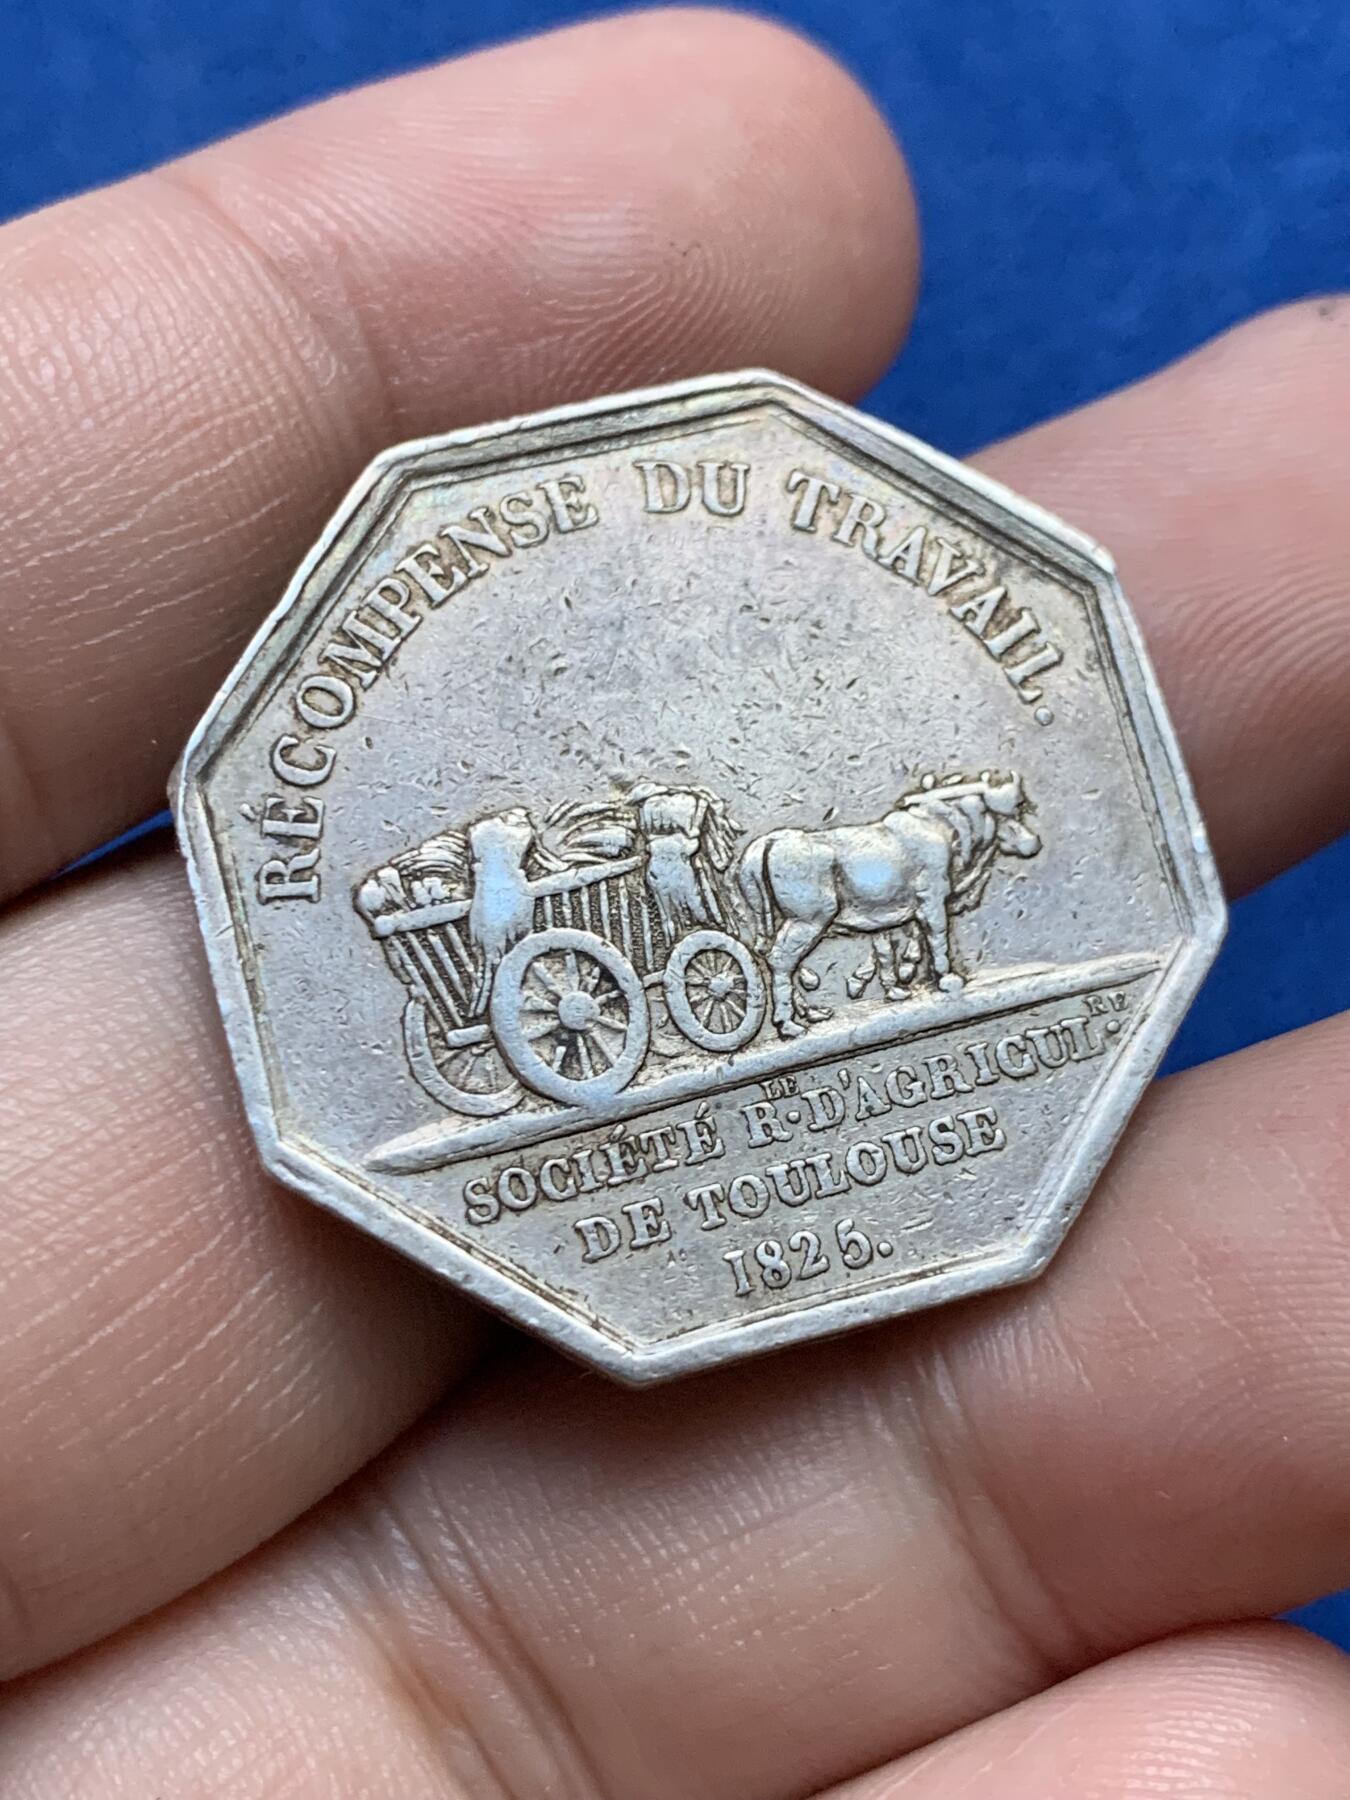 RÉCOMPENSE DU TRAVAIL.
SOCIÉTÉ R.LE D'AGRICUL.RE
DE TOULOUSE
1825.